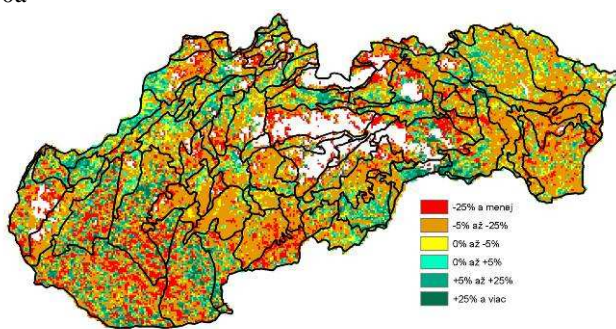 -25% a menej
-5% až -25%
0% až -5%
0% až +5%
+5% až +25%
+25% a viac